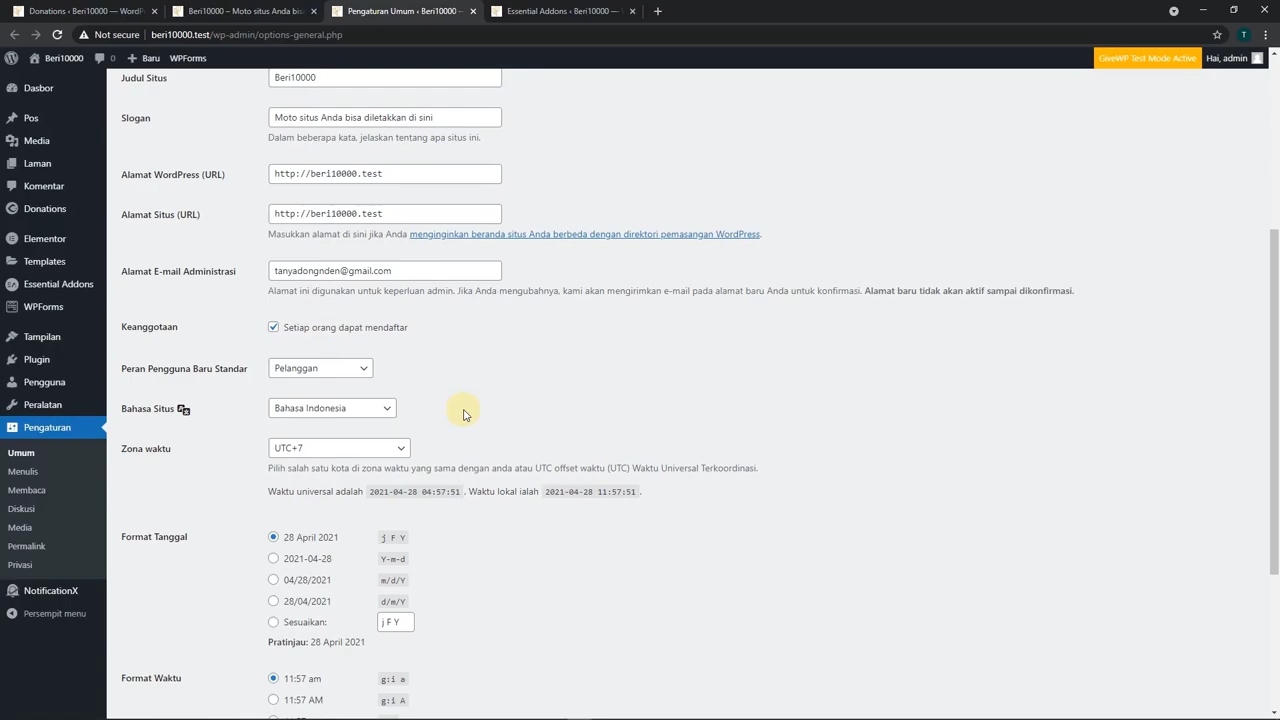 Donations ‹ Beri10000 — WordPr
Beri10000 – Moto situs Anda bisa
Pengaturan Umum ‹ Beri10000 —
Essential Addons ‹ Beri10000 —
Not secure
beri10000.test/wp-admin/options-general.php
T
Beri10000
0
Baru
WPForms
GiveWP Test Mode Active
Hai, admin
Dasbor
Pos
Media
Laman
Komentar
Donations
Elementor
Templates
Essential Addons
WPForms
Tampilan
Plugin
Pengguna
Peralatan
Pengaturan
Umum
Menulis
Membaca
Diskusi
Media
Permalink
Privasi
NotificationX
Persempit menu
Judul Situs
Beri10000
Slogan
Moto situs Anda bisa diletakkan di sini
Dalam beberapa kata, jelaskan tentang apa situs ini.
Alamat WordPress (URL)
http://beri10000.test
Alamat Situs (URL)
http://beri10000.test
Masukkan alamat di sini jika Anda menginginkan beranda situs Anda berbeda dengan direktori pemasangan WordPress.
Alamat E-mail Administrasi
tanyadongnden@gmail.com
Alamat ini digunakan untuk keperluan admin. Jika Anda mengubahnya, kami akan mengirimkan e-mail pada alamat baru Anda untuk konfirmasi. Alamat baru tidak akan aktif sampai dikonfirmasi.
Keanggotaan
Setiap orang dapat mendaftar
Peran Pengguna Baru Standar
Pelanggan
Bahasa Situs
Bahasa Indonesia
Zona waktu
UTC+7
Pilih salah satu kota di zona waktu yang sama dengan anda atau UTC offset waktu (UTC) Waktu Universal Terkoordinasi.
Waktu universal adalah 2021-04-28 04:57:51 . Waktu lokal ialah 2021-04-28 11:57:51 .
Format Tanggal
28 April 2021 j F Y
2021-04-28 Y-m-d
04/28/2021 m/d/Y
28/04/2021 d/m/Y
Sesuaikan: j F Y
Pratinjau: 28 April 2021
Format Waktu
11:57 am g:i a
11:57 AM g:i A